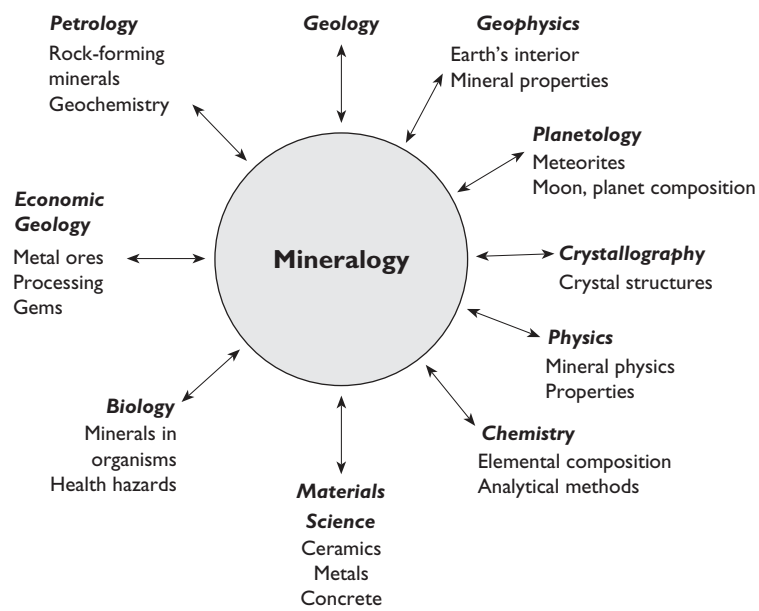 Petrology
Rock-forming
minerals
Geochemistry
Geology
Geophysics
Earth's interior
Mineral properties
Planetology
Meteorites
Moon, planet composition
Economic
Geology
Metal ores
Processing
Gems
Mineralogy
Crystallography
Crystal structures
Physics
Mineral physics
Properties
Biology
Minerals in
organisms
Health hazards
Chemistry
Elemental composition
Analytical methods
Materials
Science
Ceramics
Metals
Concrete